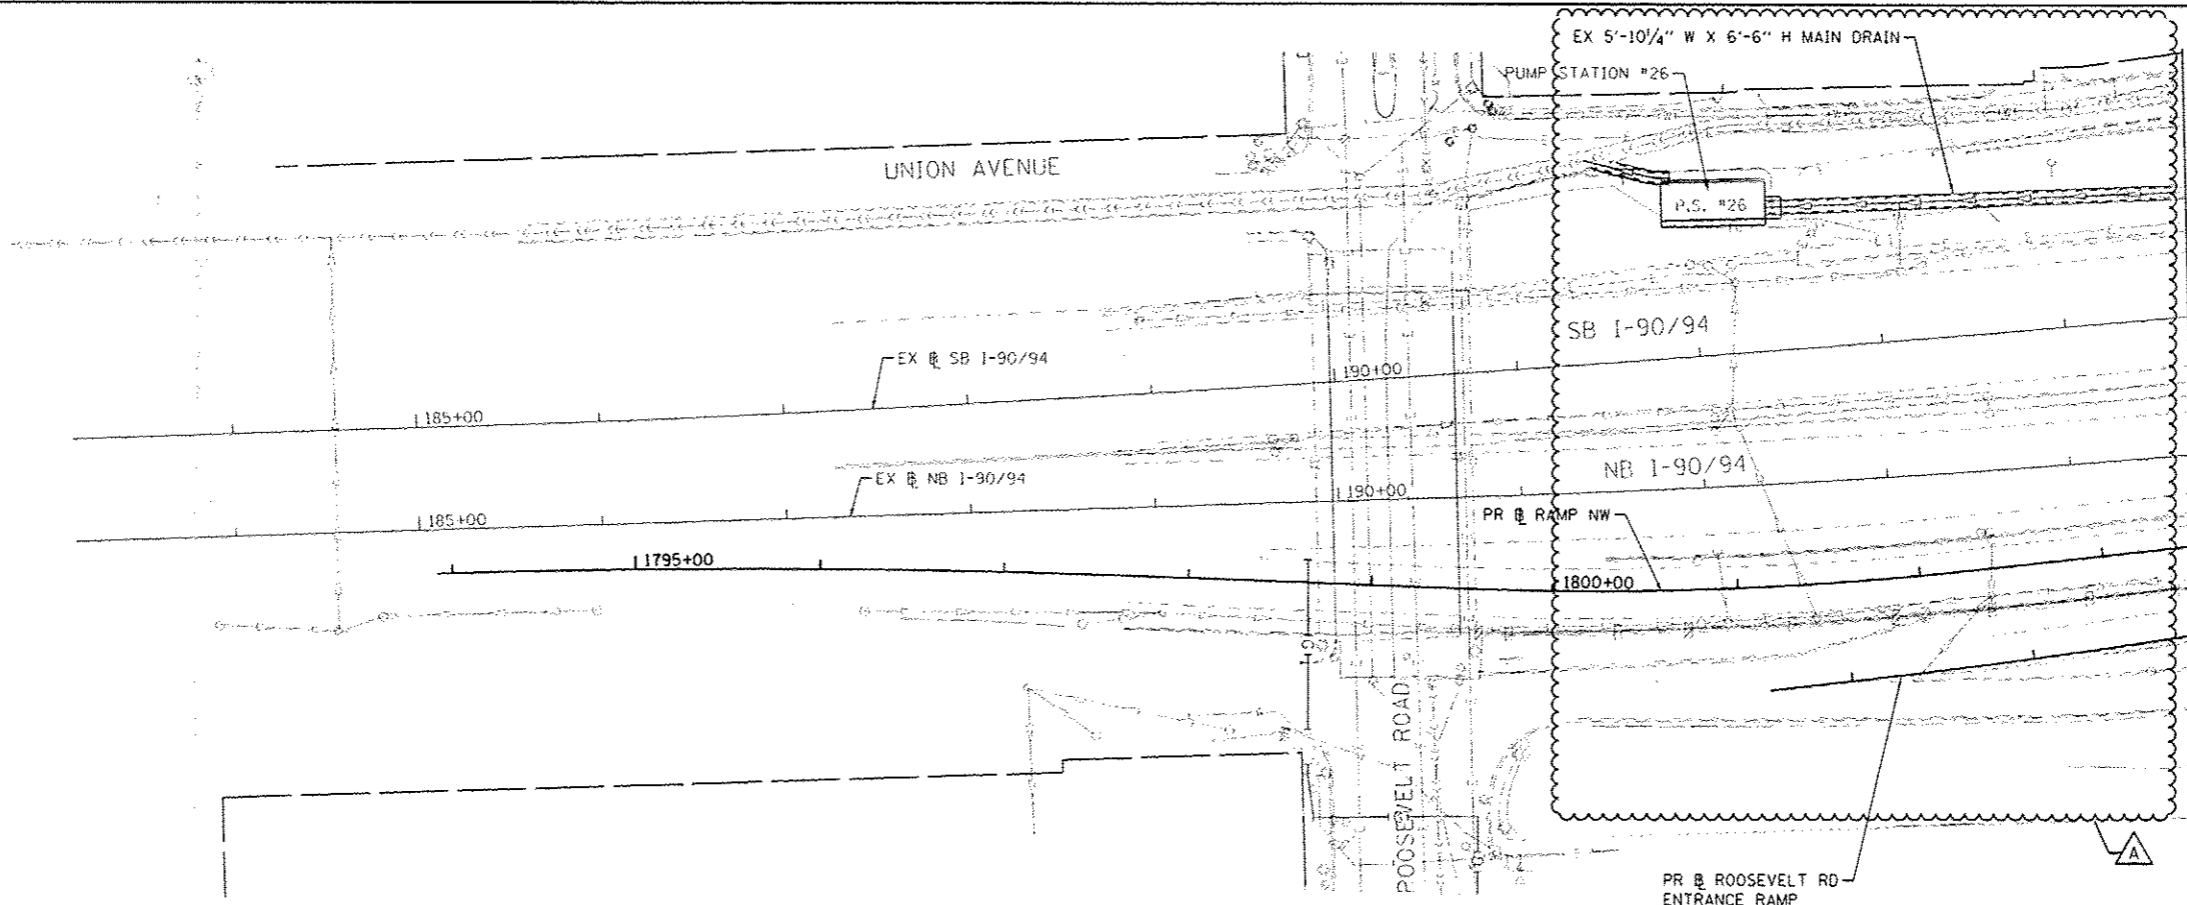 EX 5'-10 1/4" W X 6'-6" H MAIN DRAIN
PUMP STATION #26
UNION AVENUE
P.S. #26
SB I-90/94
EX ⅊ SB I-90/94
190+00
185+00
NB I-90/94
EX ⅊ NB I-90/94
190+00
185+00
PR ⅊ RAMP NW
1795+00
1800+00
G
ROOSEVELT ROAD
A
PR ⅊ ROOSEVELT RD
ENTRANCE RAMP